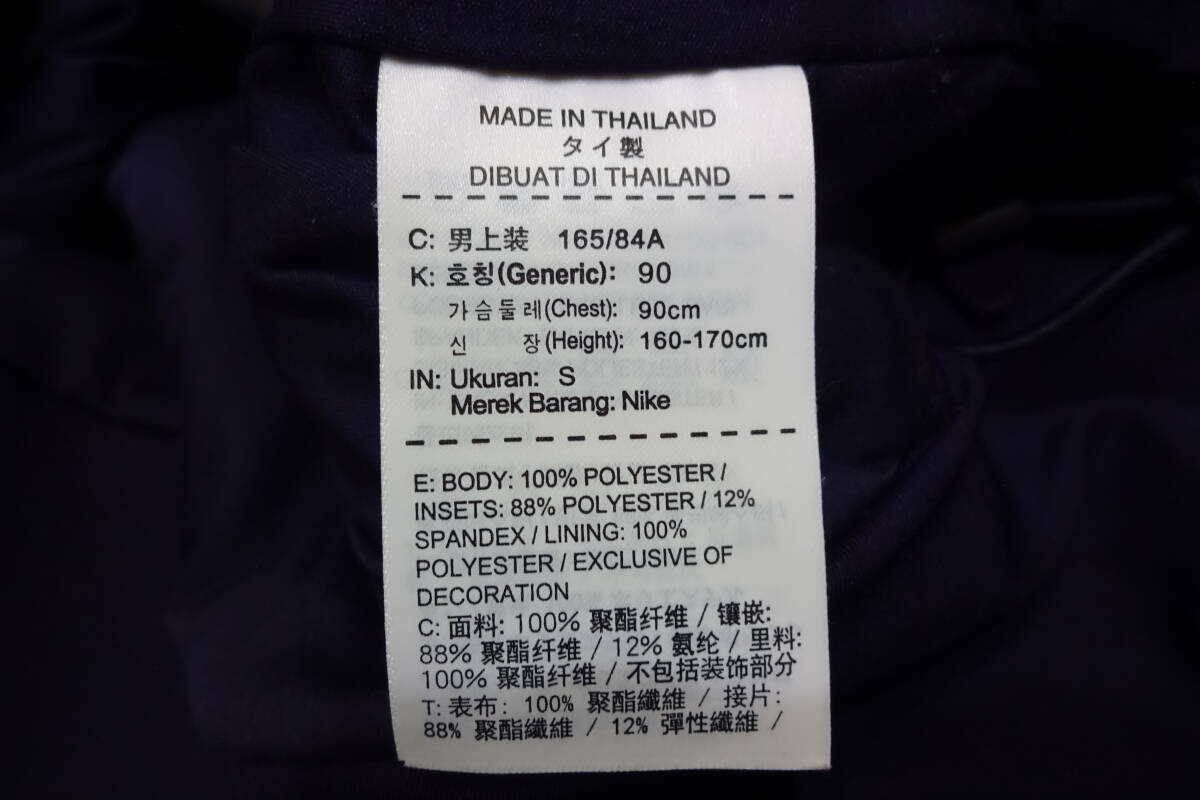 MADE IN THAILAND
タイ製
DIBUAT DI THAILAND
C: 男上装 165/84A
K: 호칭(Generic): 90
가슴둘레(Chest): 90cm
신 장(Height): 160-170cm
IN: Ukuran: S
Merek Barang: Nike
E: BODY: 100% POLYESTER /
INSETS: 88% POLYESTER / 12%
SPANDEX / LINING: 100%
POLYESTER / EXCLUSIVE OF
DECORATION
C: 面料: 100% 聚酯纤维 / 镶嵌:
88% 聚酯纤维 / 12% 氨纶 / 里料:
100% 聚酯纤维 / 不包括装饰部分
T: 表布: 100% 聚酯纖維 / 接片:
88% 聚酯纖維 / 12% 彈性纖維 /